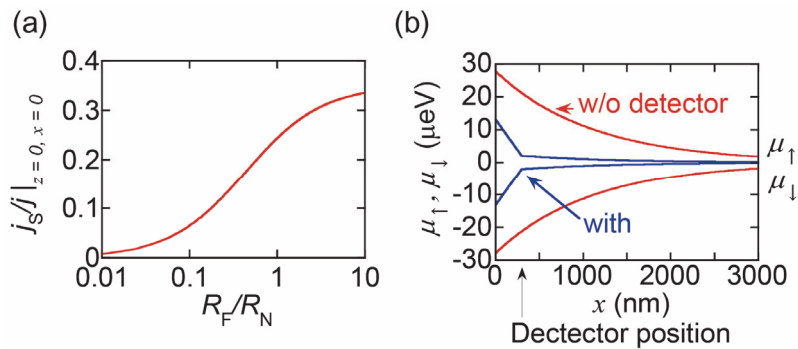 (a)
0.4
0.3
0.2
0.1
0
0.01 0.1 1 10
j_S/j|_{z = 0, x = 0}
R_F/R_N
(b)
30
20
10
0
-10
-20
-30
0 1000 2000 3000
μ↑, μ↓ (μeV)
w/o detector
with
μ↑
μ↓
x (nm)
Dectector position